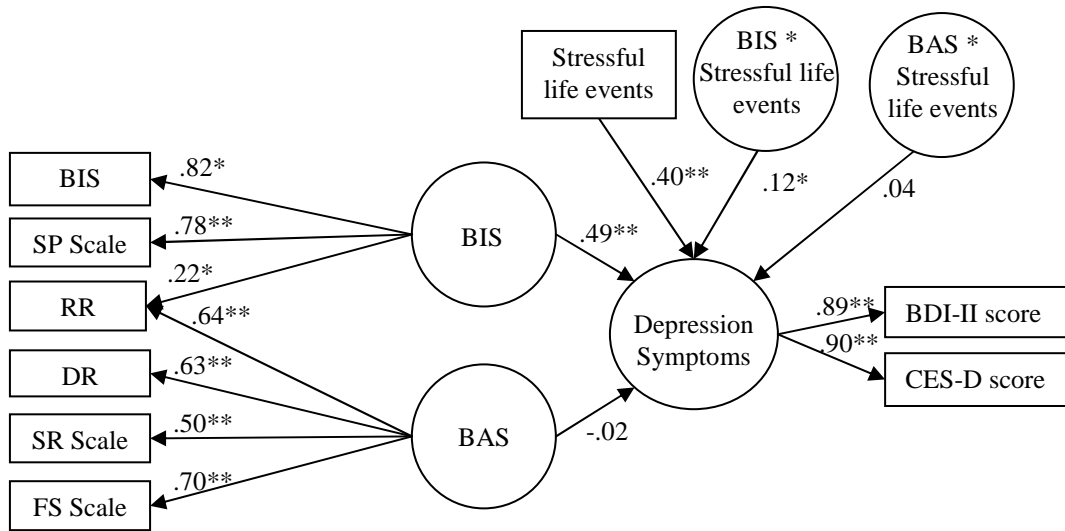 Stressful
life events
BIS *
Stressful life
events
BAS *
Stressful
life events
.40**
.12*
.04
BIS
SP Scale
RR
DR
SR Scale
FS Scale
.82*
.78**
.22*
.64**
.63**
.50**
.70**
BIS
BAS
.49**
-.02
Depression
Symptoms
.89**
.90**
BDI-II score
CES-D score